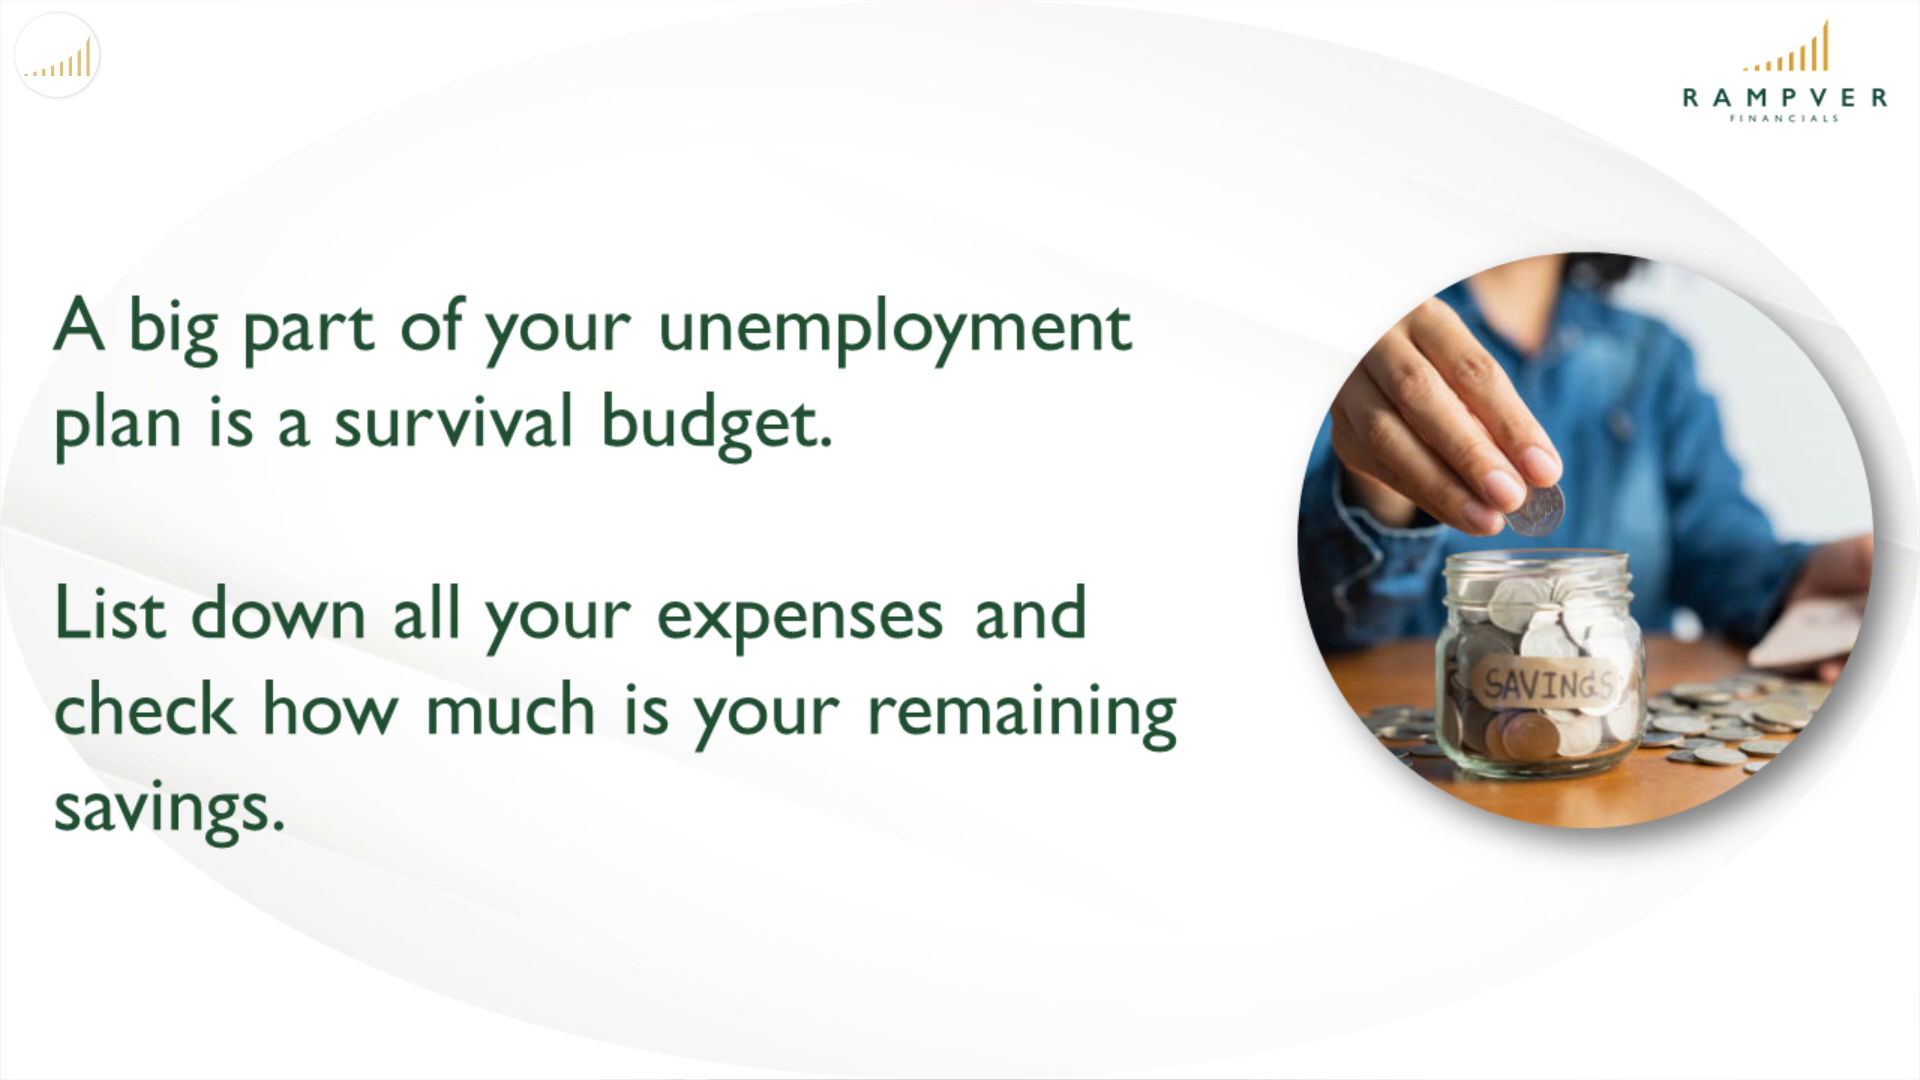 RAMPVER
FINANCIALS
A big part of your unemployment
plan is a survival budget.
List down all your expenses and
check how much is your remaining
savings.
SAVINGS